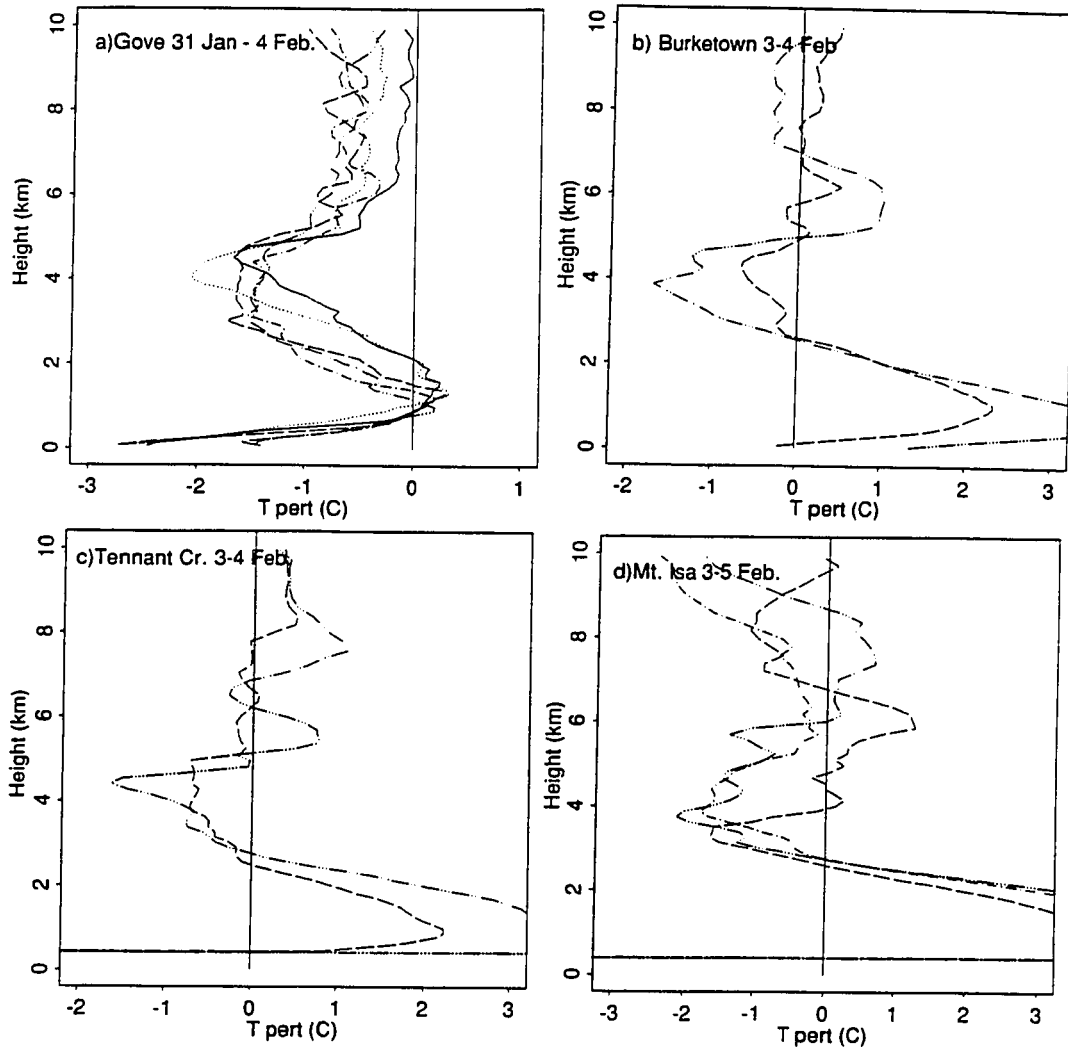 a)Gove 31 Jan - 4 Feb.
10
8
6
4
2
0
Height (km)
-3 -2 -1 0 1
T pert (C)
b) Burketown 3-4 Feb
10
8
6
4
2
0
Height (km)
-2 -1 0 1 2 3
T pert (C)
c)Tennant Cr. 3-4 Feb.
10
8
6
4
2
0
Height (km)
-2 -1 0 1 2 3
T pert (C)
d)Mt. Isa 3-5 Feb.
10
8
6
4
2
0
Height (km)
-3 -2 -1 0 1 2 3
T pert (C)